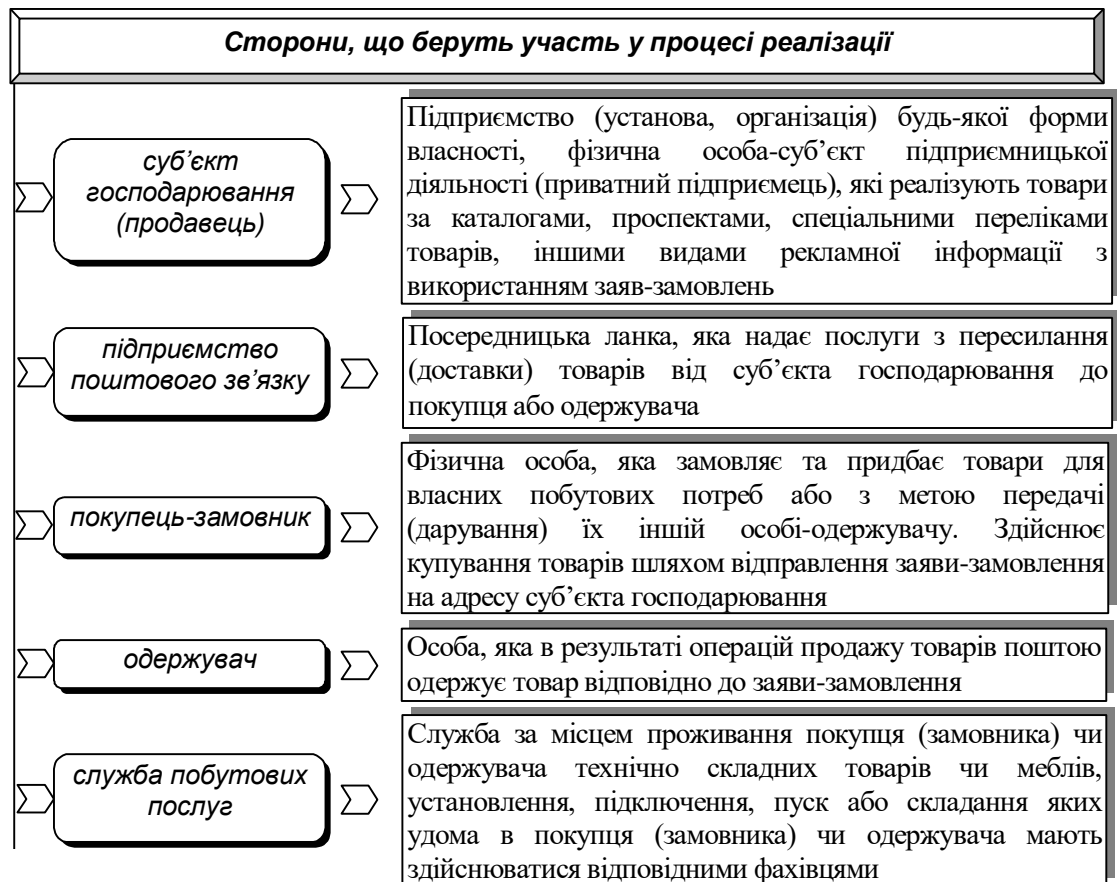 Сторони, що беруть участь у процесі реалізації
суб’єкт
господарювання
(продавець)
Підприємство (установа, організація) будь-якої форми
власності, фізична особа-суб’єкт підприємницької
діяльності (приватний підприємець), які реалізують товари
за каталогами, проспектами, спеціальними переліками
товарів, іншими видами рекламної інформації з
використанням заяв-замовлень
підприємство
поштового зв’язку
Посередницька ланка, яка надає послуги з пересилання
(доставки) товарів від суб’єкта господарювання до
покупця або одержувача
покупець-замовник
Фізична особа, яка замовляє та придбає товари для
власних побутових потреб або з метою передачі
(дарування) їх іншій особі-одержувачу. Здійснює
купування товарів шляхом відправлення заяви-замовлення
на адресу суб’єкта господарювання
одержувач
Особа, яка в результаті операцій продажу товарів поштою
одержує товар відповідно до заяви-замовлення
служба побутових
послуг
Служба за місцем проживання покупця (замовника) чи
одержувача технічно складних товарів чи меблів,
установлення, підключення, пуск або складання яких
удома в покупця (замовника) чи одержувача мають
здійснюватися відповідними фахівцями